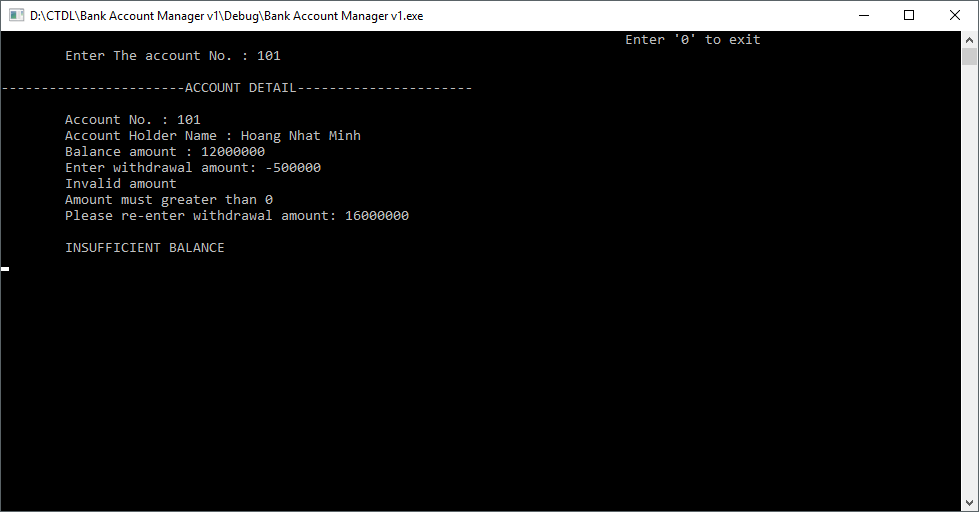 D:\CTDL\Bank Account Manager v1\Debug\Bank Account Manager v1.exe
Enter '0' to exit
Enter The account No. : 101
-----------------------ACCOUNT DETAIL----------------------
Account No. : 101
Account Holder Name : Hoang Nhat Minh
Balance amount : 12000000
Enter withdrawal amount: -500000
Invalid amount
Amount must greater than 0
Please re-enter withdrawal amount: 16000000
INSUFFICIENT BALANCE